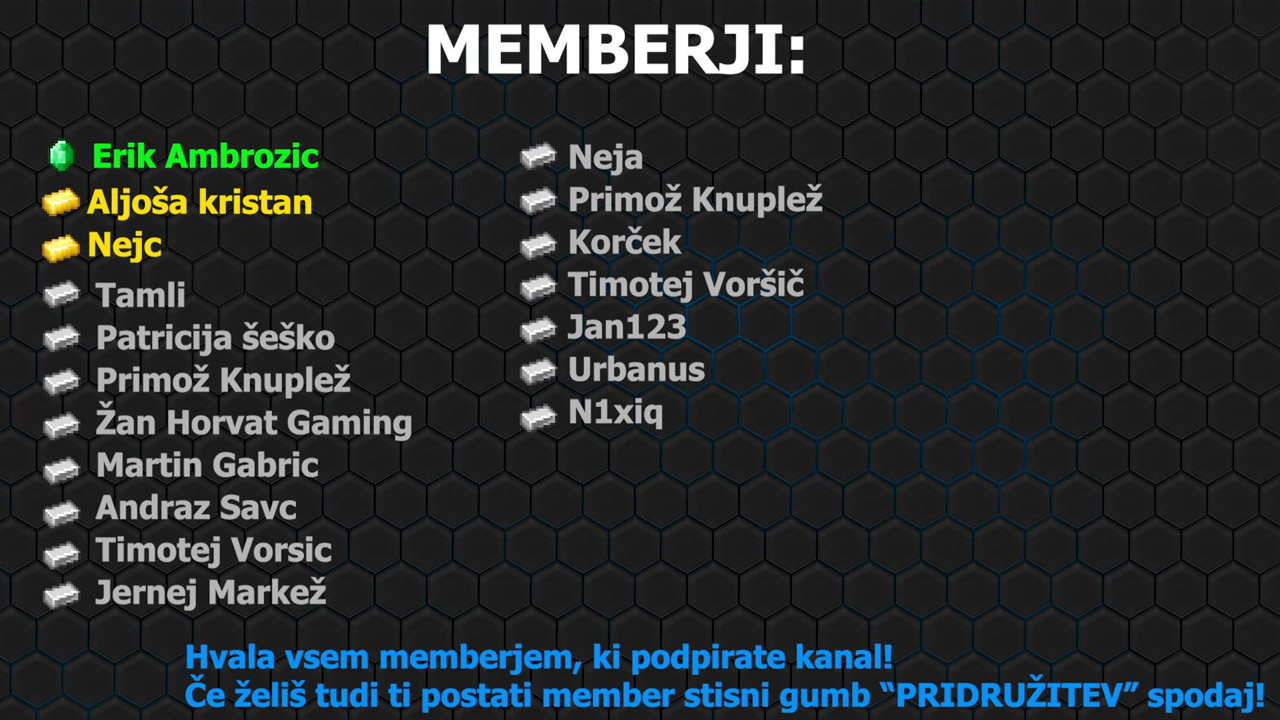 MEMBERJI:
Erik Ambrozic
Aljoša kristan
Nejc
Tamli
Patricija šeško
Primož Knuplež
Žan Horvat Gaming
Martin Gabric
Andraz Savc
Timotej Vorsic
Jernej Markež
Neja
Primož Knuplež
Korček
Timotej Voršič
Jan123
Urbanus
N1xiq
Hvala vsem memberjem, ki podpirate kanal!
Če želiš tudi ti postati member stisni gumb “PRIDRUŽITEV” spodaj!